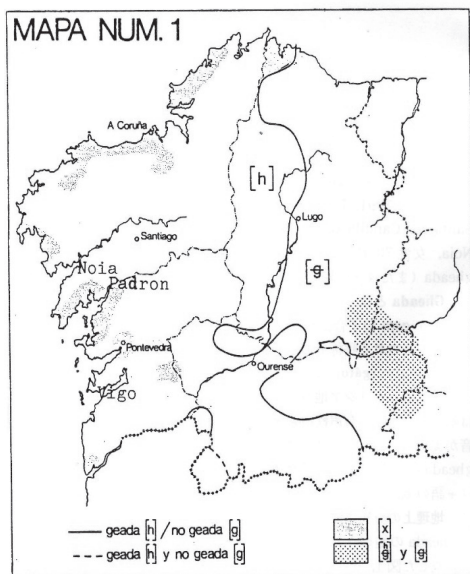 MAPA NUM. 1
A Coruña
[h]
Lugo
Santiago
[g]
Noia
Padron
Pontevedra
Ourense
Vigo
geada [h] / no geada [g]
geada [h] y no geada [g]
[x]